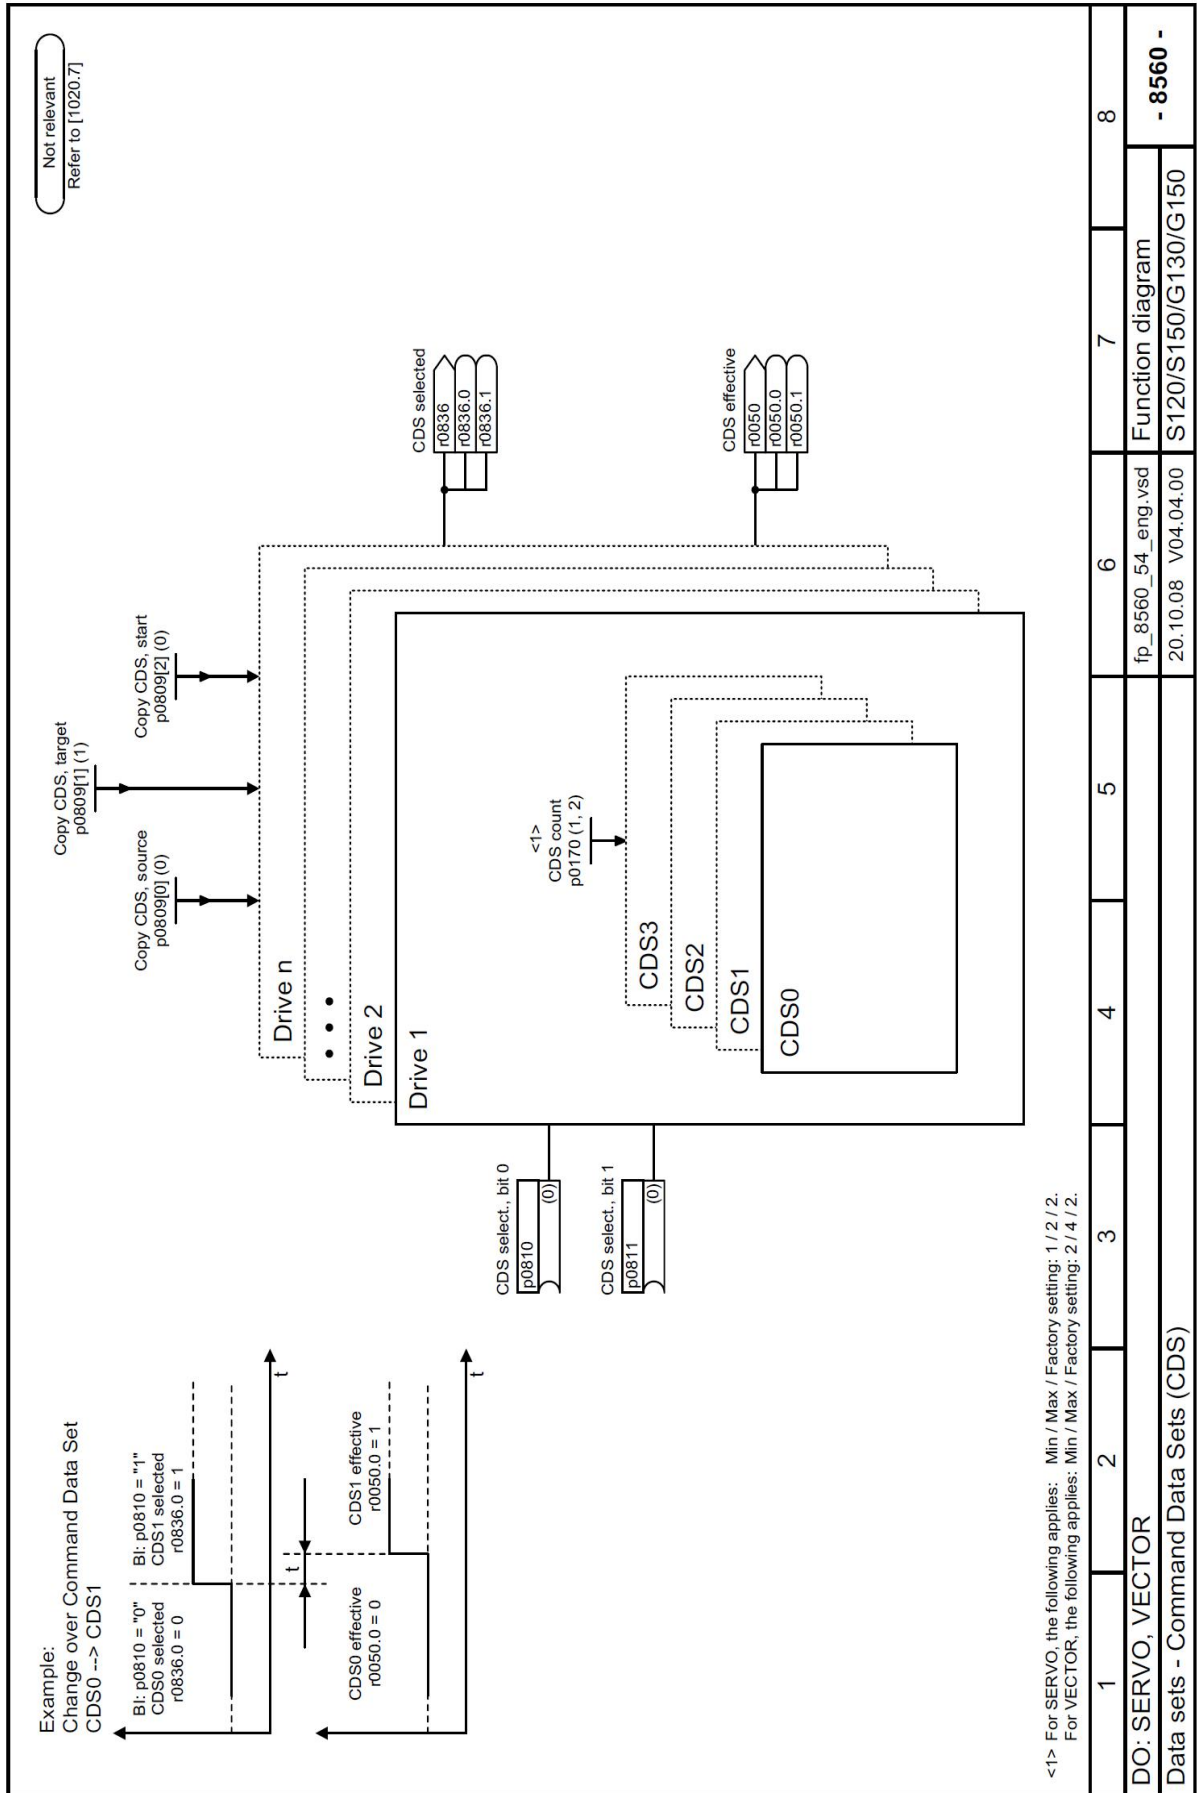 Not relevant
Refer to [1020.7]
Example:
Change over Command Data Set
CDS0 --> CDS1
BI: p0810 = "0"
CDS0 selected
r0836.0 = 0
BI: p0810 = "1"
CDS1 selected
r0836.0 = 1
t
t
CDS0 effective
r0050.0 = 0
CDS1 effective
r0050.0 = 1
t
Copy CDS, source
p0809[0] (0)
Copy CDS, target
p0809[1] (1)
Copy CDS, start
p0809[2] (0)
CDS select., bit 0
p0810
(0)
CDS select., bit 1
p0811
(0)
Drive n
Drive 2
Drive 1
<1>
CDS count
p0170 (1, 2)
CDS3
CDS2
CDS1
CDS0
CDS selected
r0836
r0836.0
r0836.1
CDS effective
r0050
r0050.0
r0050.1
<1> For SERVO, the following applies: Min / Max / Factory setting: 1 / 2 / 2.
For VECTOR, the following applies: Min / Max / Factory setting: 2 / 4 / 2.
1 2 3 4 5 6 7 8
DO: SERVO, VECTOR
fp_8560_54_eng.vsd
Function diagram
- 8560 -
Data sets - Command Data Sets (CDS)
20.10.08 V04.04.00
S120/S150/G130/G150